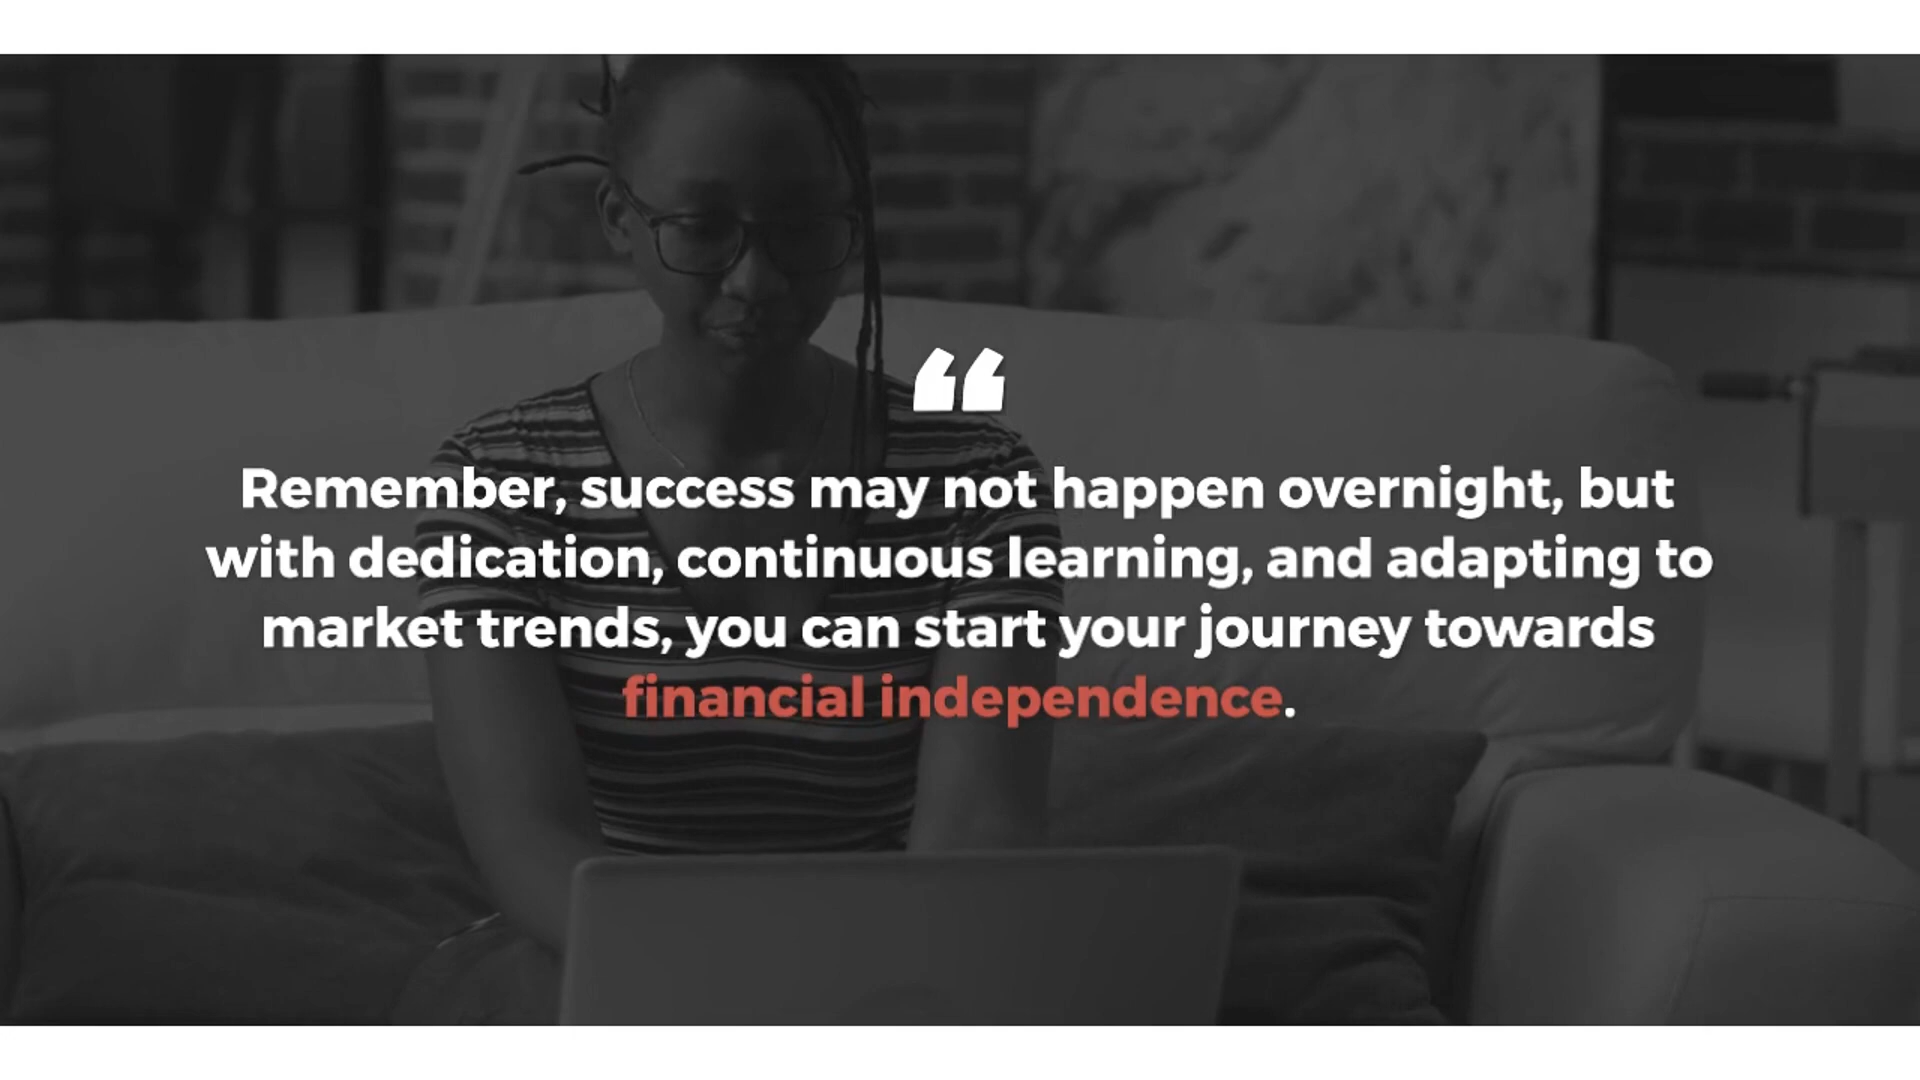 “
Remember, success may not happen overnight, but
with dedication, continuous learning, and adapting to
market trends, you can start your journey towards
financial independence.